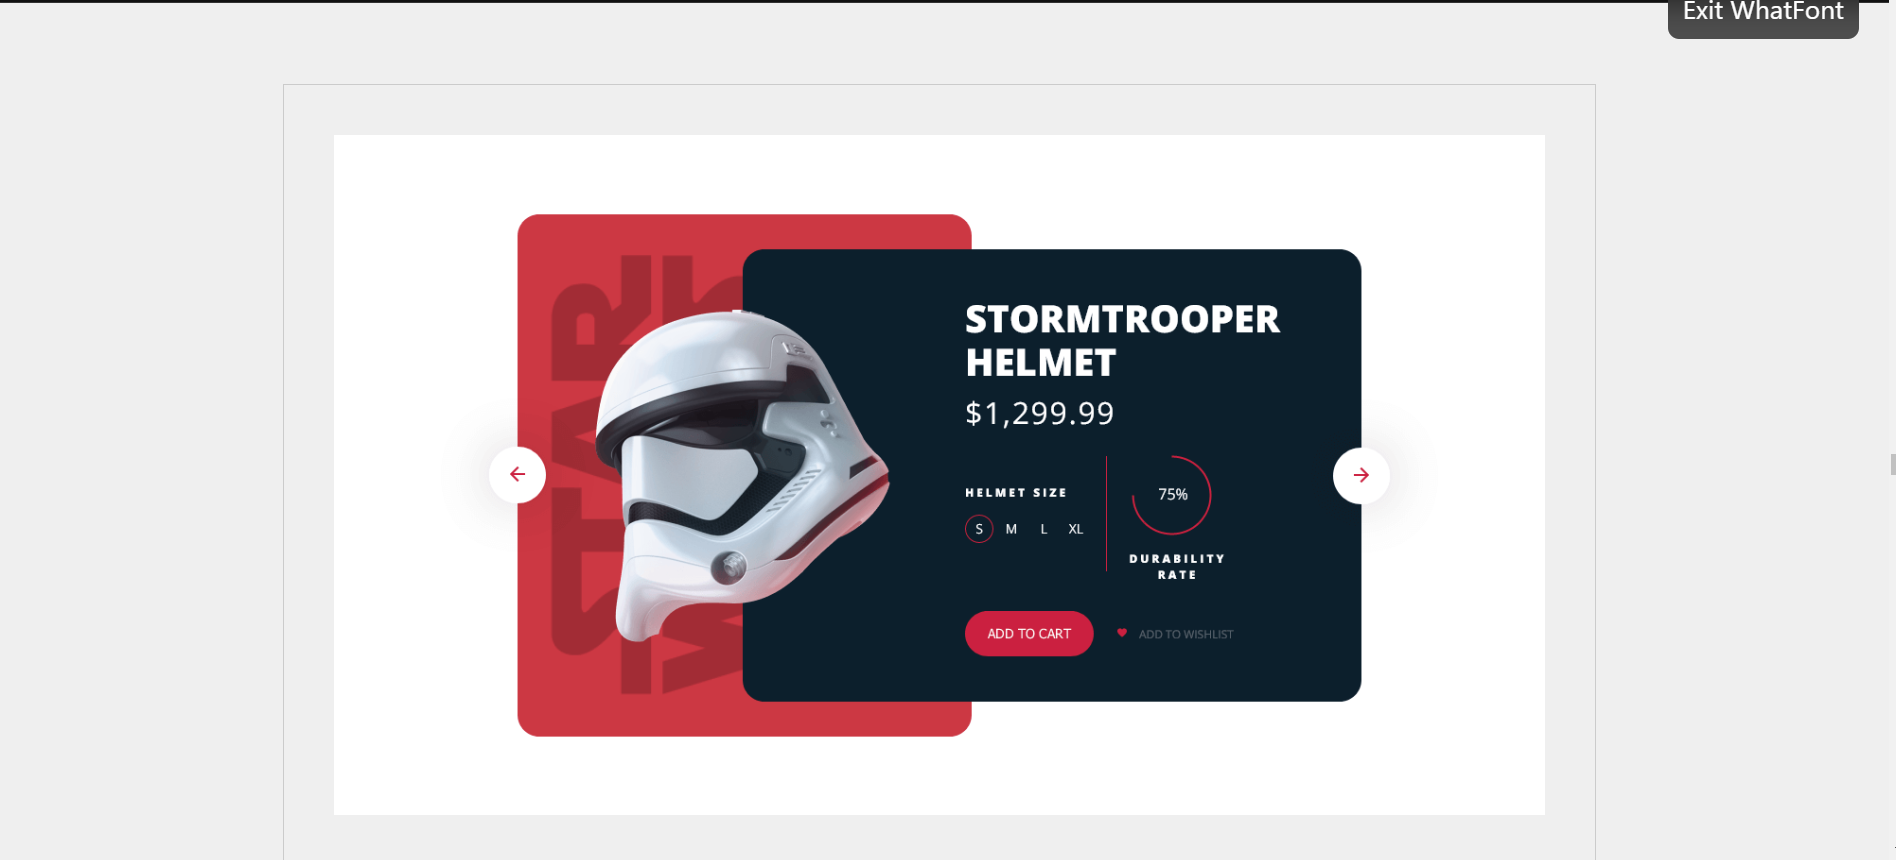 Exit WhatFont
STAR
STORMTROOPER
HELMET
$1,299.99
HELMET SIZE
S M L XL
75%
DURABILITY
RATE
ADD TO CART
ADD TO WISHLIST